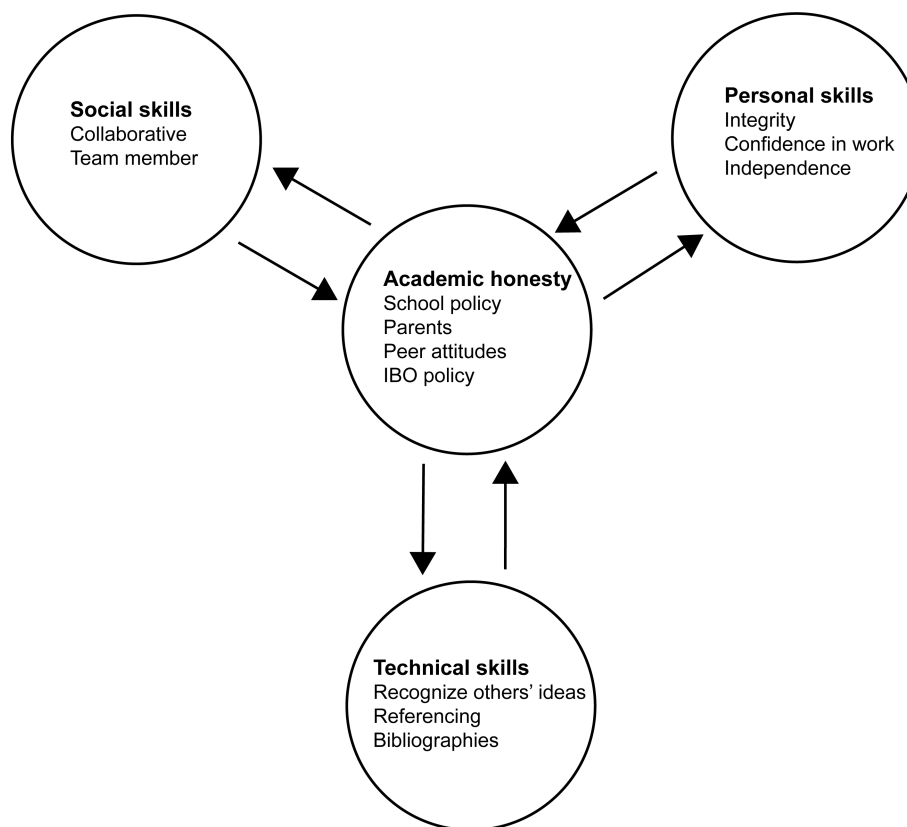 Social skills
Collaborative
Team member
Personal skills
Integrity
Confidence in work
Independence
Academic honesty
School policy
Parents
Peer attitudes
IBO policy
Technical skills
Recognize others’ ideas
Referencing
Bibliographies